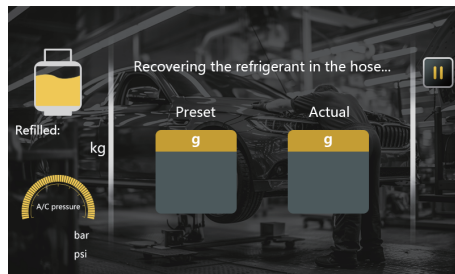 Recovering the refrigerant in the hose...
Preset
Actual
g
g
Refilled:
kg
A/C pressure
bar
psi